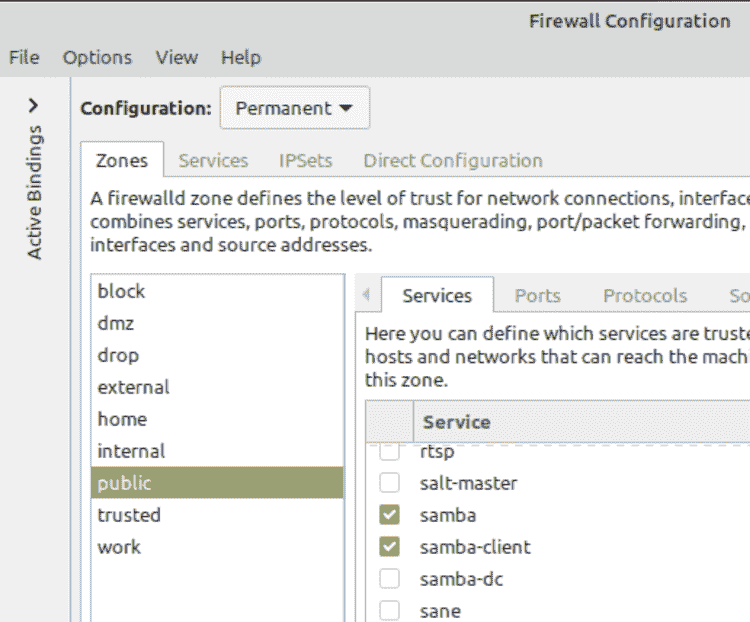 Firewall Configuration
File Options View Help
Configuration: Permanent
Active Bindings
Zones Services IPSets Direct Configuration
A firewalld zone defines the level of trust for network connections, interface
combines services, ports, protocols, masquerading, port/packet forwarding,
interfaces and source addresses.
block
dmz
drop
external
home
internal
public
trusted
work
Services Ports Protocols So
Here you can define which services are truste
hosts and networks that can reach the mach
this zone.
Service
rtsp
salt-master
samba
samba-client
samba-dc
sane